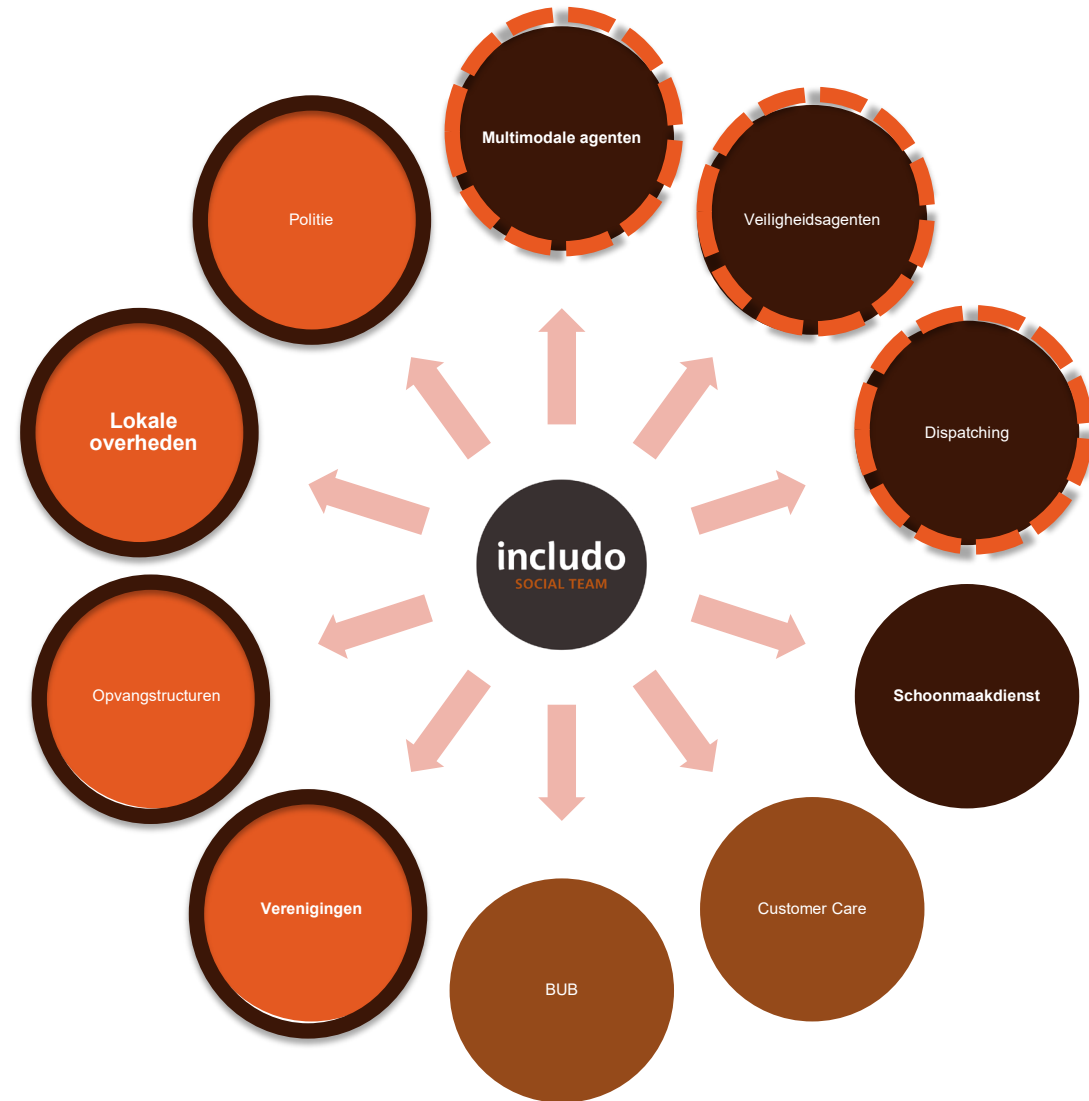 Multimodale agenten
Veiligheidsagenten
Politie
Dispatching
Lokale
overheden
includo
SOCIAL TEAM
Opvangstructuren
Schoonmaakdienst
Verenigingen
Customer Care
BUB